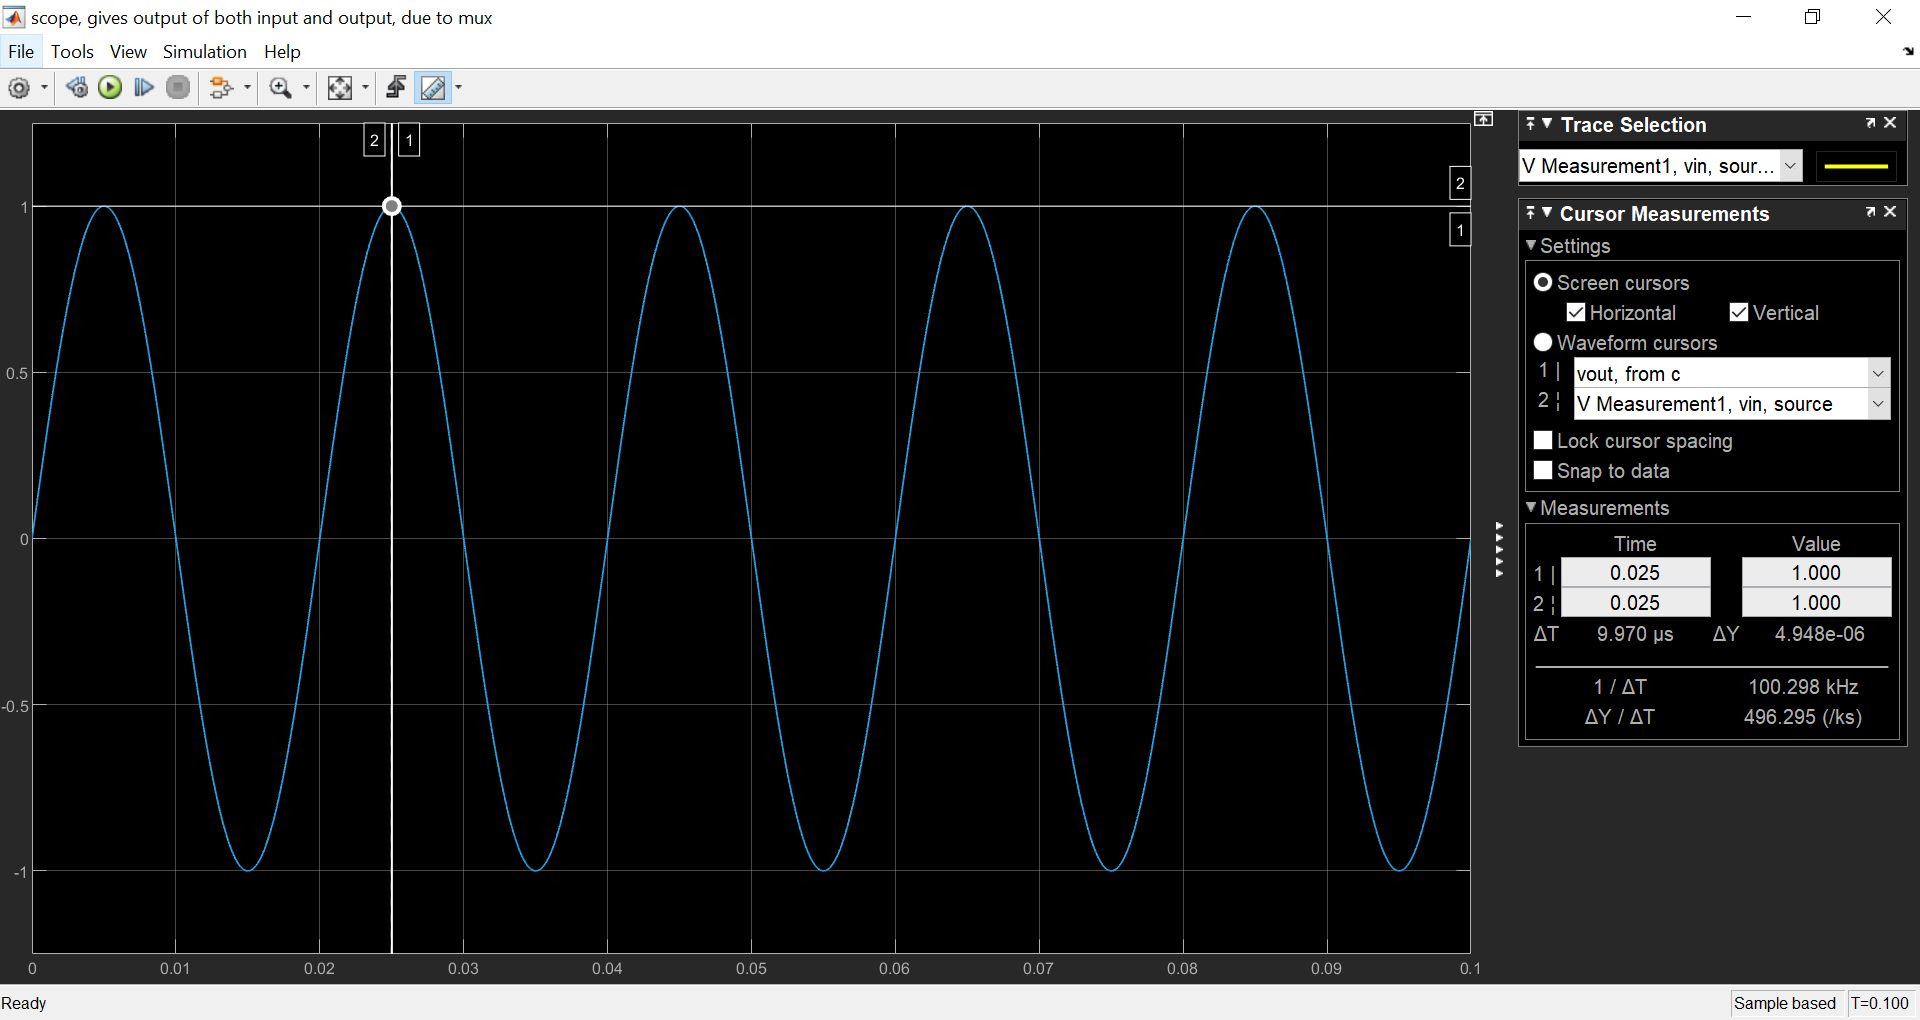 scope, gives output of both input and output, due to mux
File Tools View Simulation Help
2 1
2
1
1
0.5
0
-0.5
-1
0 0.01 0.02 0.03 0.04 0.05 0.06 0.07 0.08 0.09 0.1
Trace Selection
V Measurement1, vin, sour...
Cursor Measurements
Settings
Screen cursors
Horizontal Vertical
Waveform cursors
1 | vout, from c
2 ¦ V Measurement1, vin, source
Lock cursor spacing
Snap to data
Measurements
Time Value
1 | 0.025 1.000
2 ¦ 0.025 1.000
ΔT 9.970 µs ΔY 4.948e-06
1 / ΔT 100.298 kHz
ΔY / ΔT 496.295 (/ks)
Ready
Sample based T=0.100